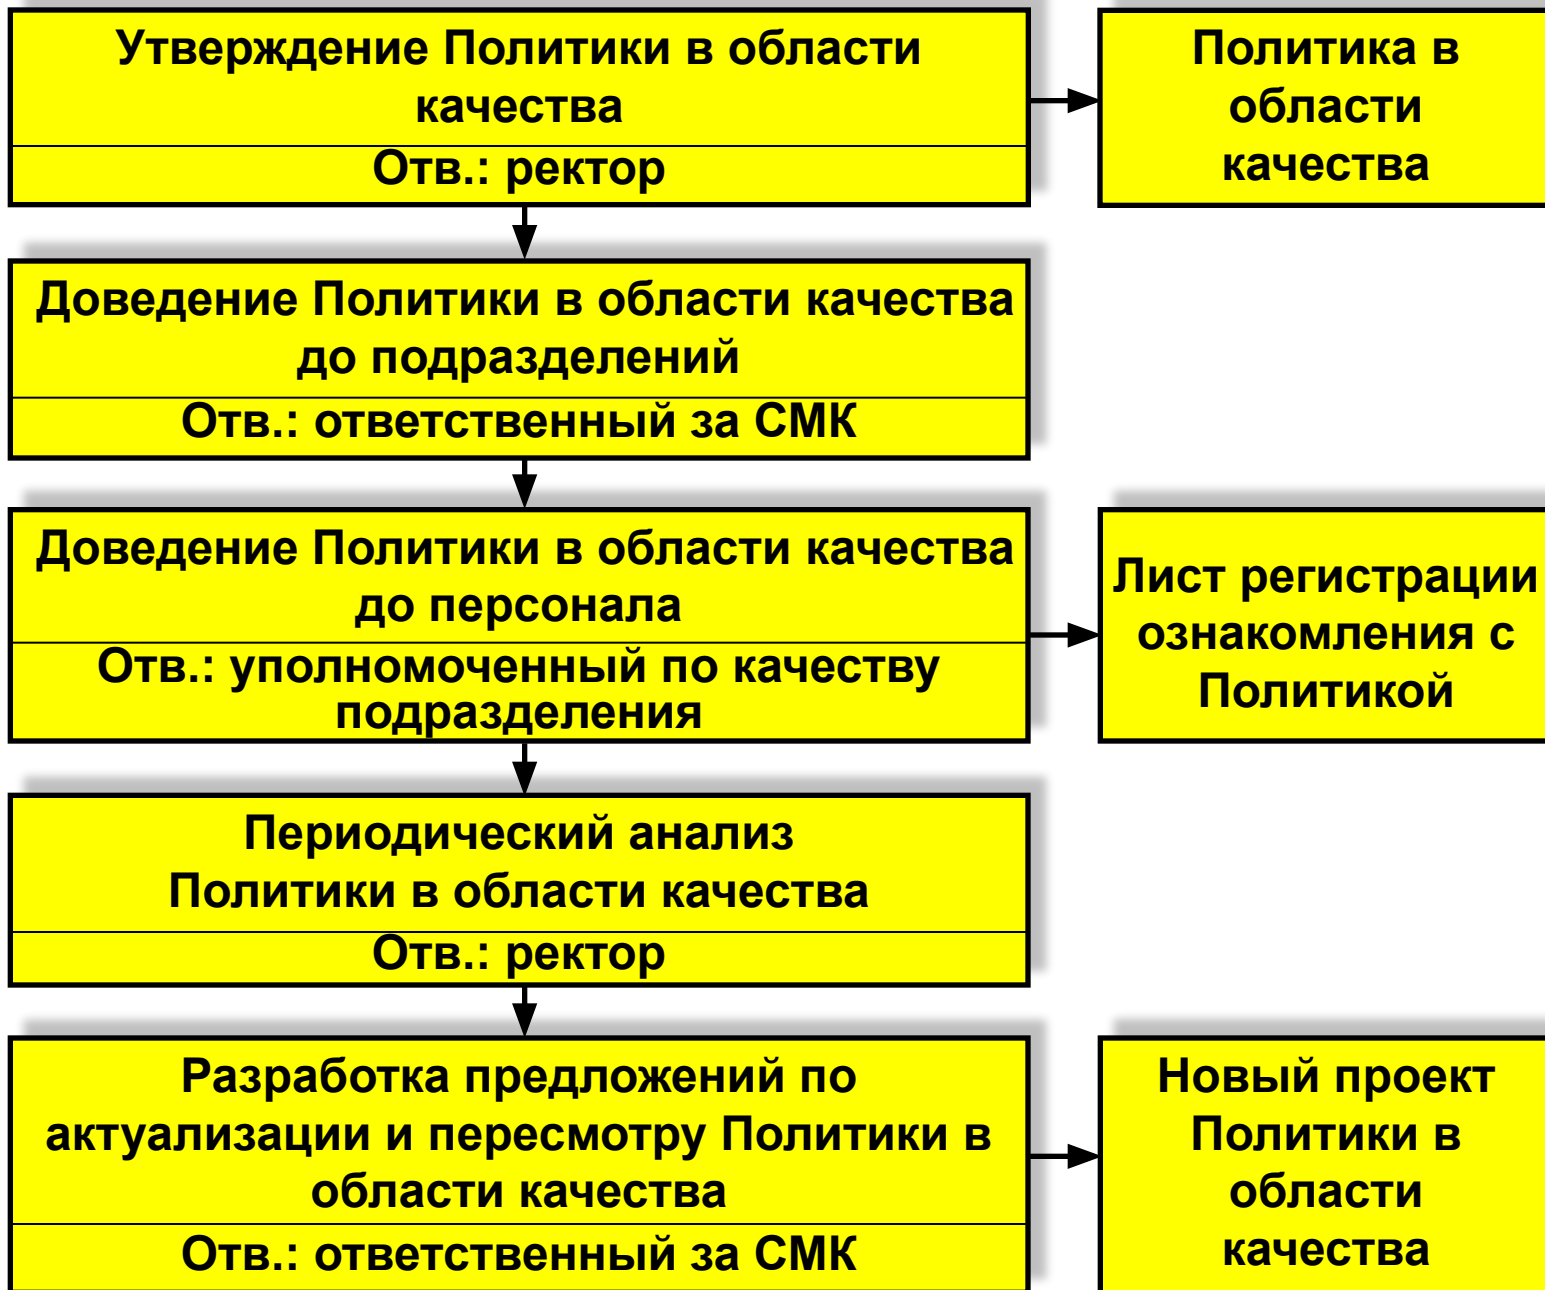 Утверждение Политики в области
качества
Отв.: ректор
Политика в
области
качества
Доведение Политики в области качества
до подразделений
Отв.: ответственный за СМК
Доведение Политики в области качества
до персонала
Отв.: уполномоченный по качеству
подразделения
Лист регистрации
ознакомления с
Политикой
Периодический анализ
Политики в области качества
Отв.: ректор
Разработка предложений по
актуализации и пересмотру Политики в
области качества
Отв.: ответственный за СМК
Новый проект
Политики в
области
качества